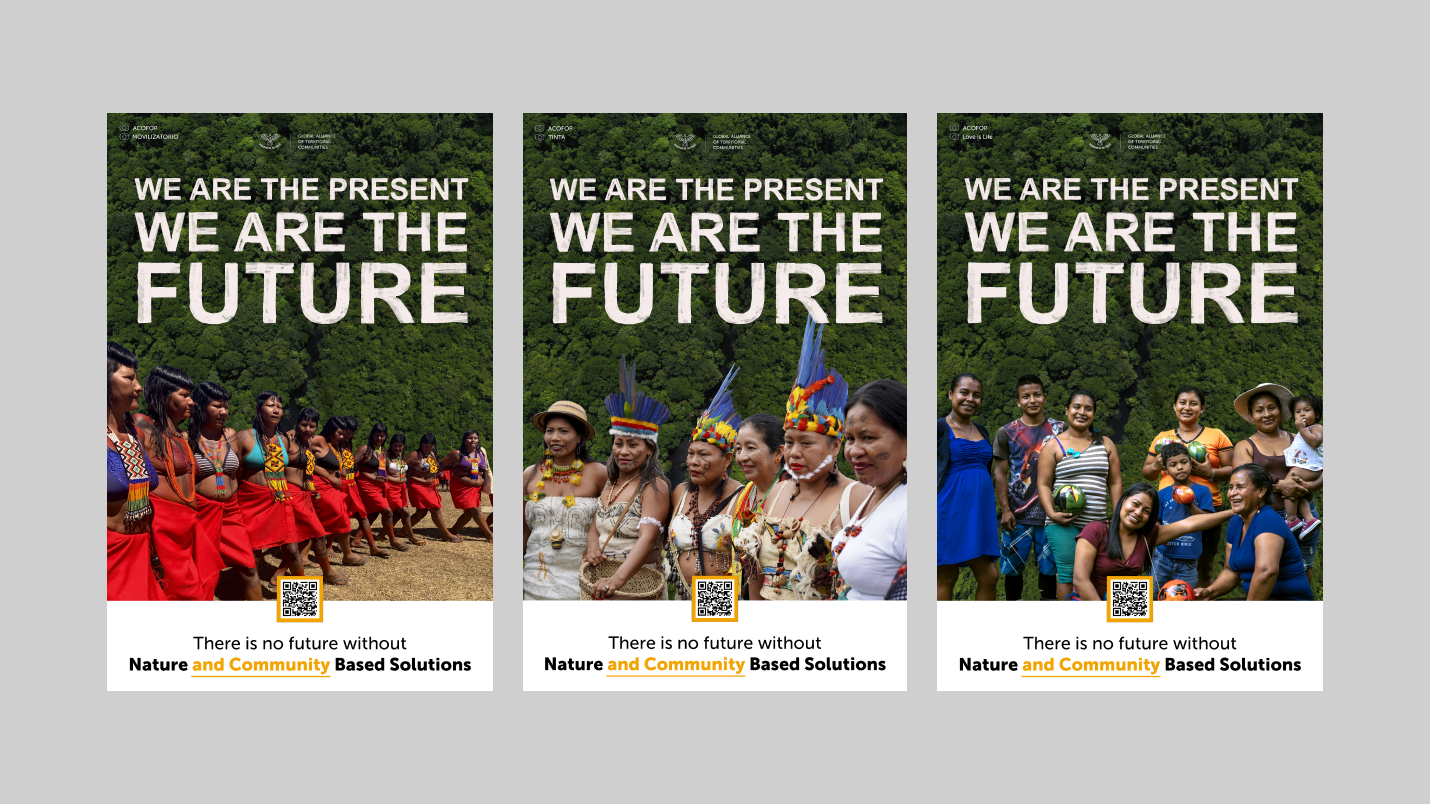 ACOFOP
MOVILIZATORIO
GLOBAL ALLIANCE
OF TERRITORIAL
COMMUNITIES
WE ARE THE PRESENT
WE ARE THE
FUTURE
There is no future without
Nature and Community Based Solutions
ACOFOP
TINTA
GLOBAL ALLIANCE
OF TERRITORIAL
COMMUNITIES
WE ARE THE PRESENT
WE ARE THE
FUTURE
There is no future without
Nature and Community Based Solutions
ACOFOP
Love is Life
GLOBAL ALLIANCE
OF TERRITORIAL
COMMUNITIES
WE ARE THE PRESENT
WE ARE THE
FUTURE
There is no future without
Nature and Community Based Solutions